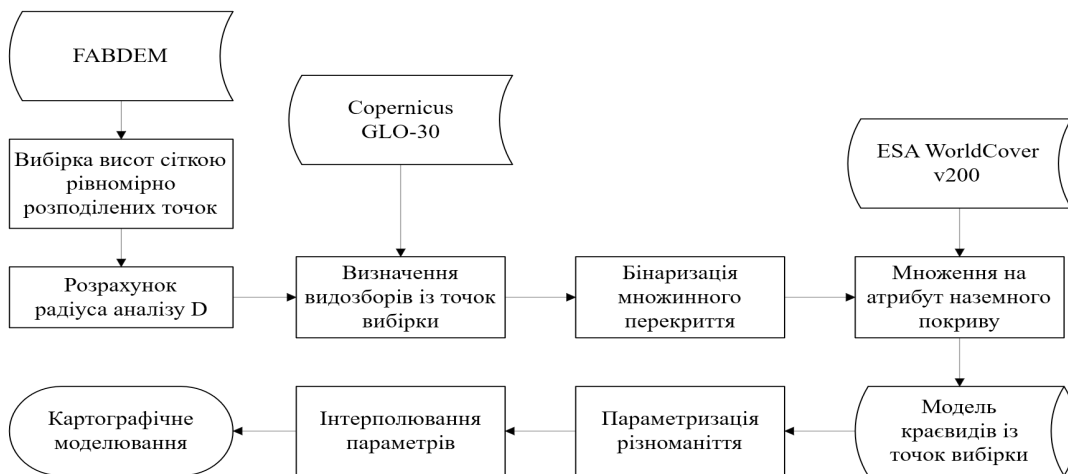 FABDEM
Вибірка висот сіткою
рівномірно
розподілених точок
Розрахунок
радіуса аналізу D
Copernicus
GLO-30
Визначення
видозборів із точок
вибірки
Бінаризація
множинного
перекриття
ESA WorldCover
v200
Множення на
атрибут наземного
покриву
Модель
краєвидів із
точок вибірки
Параметризація
різноманіття
Інтерполювання
параметрів
Картографічне
моделювання